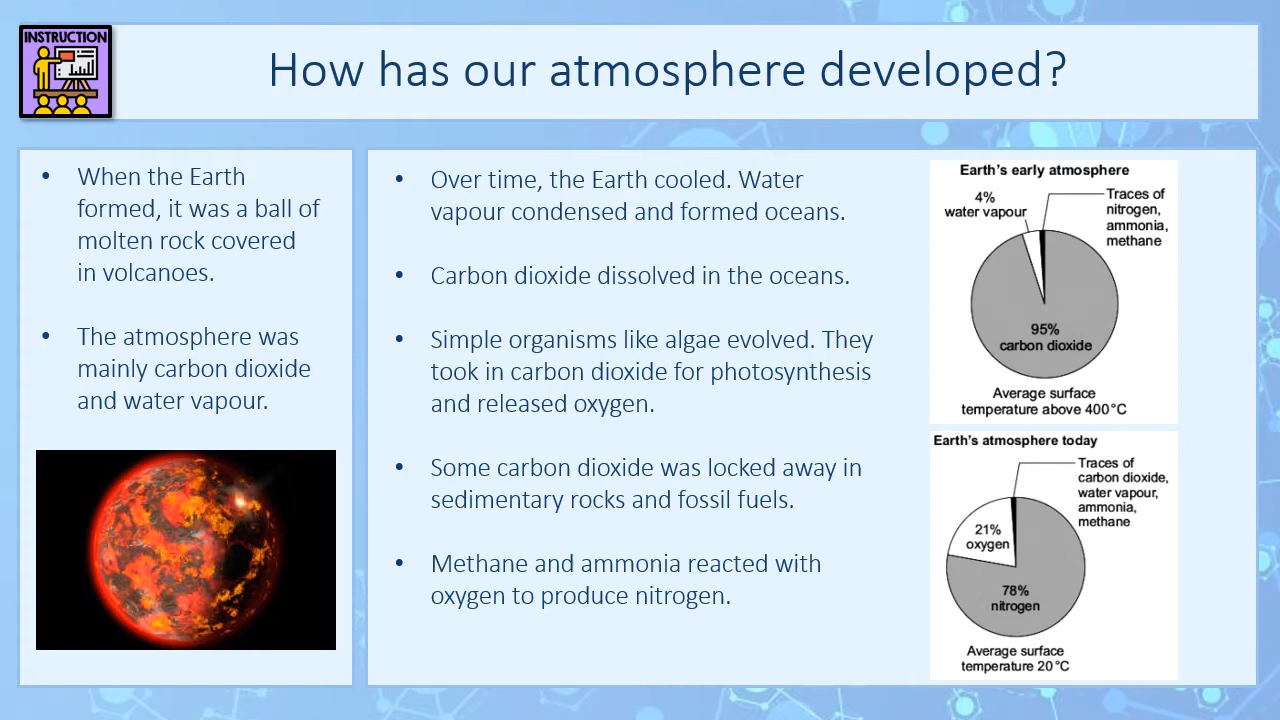 INSTRUCTION
How has our atmosphere developed?
• When the Earth
formed, it was a ball of
molten rock covered
in volcanoes.
• The atmosphere was
mainly carbon dioxide
and water vapour.
• Over time, the Earth cooled. Water
vapour condensed and formed oceans.
• Carbon dioxide dissolved in the oceans.
• Simple organisms like algae evolved. They
took in carbon dioxide for photosynthesis
and released oxygen.
• Some carbon dioxide was locked away in
sedimentary rocks and fossil fuels.
• Methane and ammonia reacted with
oxygen to produce nitrogen.
Earth's early atmosphere
4%
water vapour
Traces of
nitrogen,
ammonia,
methane
95%
carbon dioxide
Average surface
temperature above 400°C
Earth's atmosphere today
Traces of
carbon dioxide,
water vapour,
ammonia,
methane
21%
oxygen
78%
nitrogen
Average surface
temperature 20°C